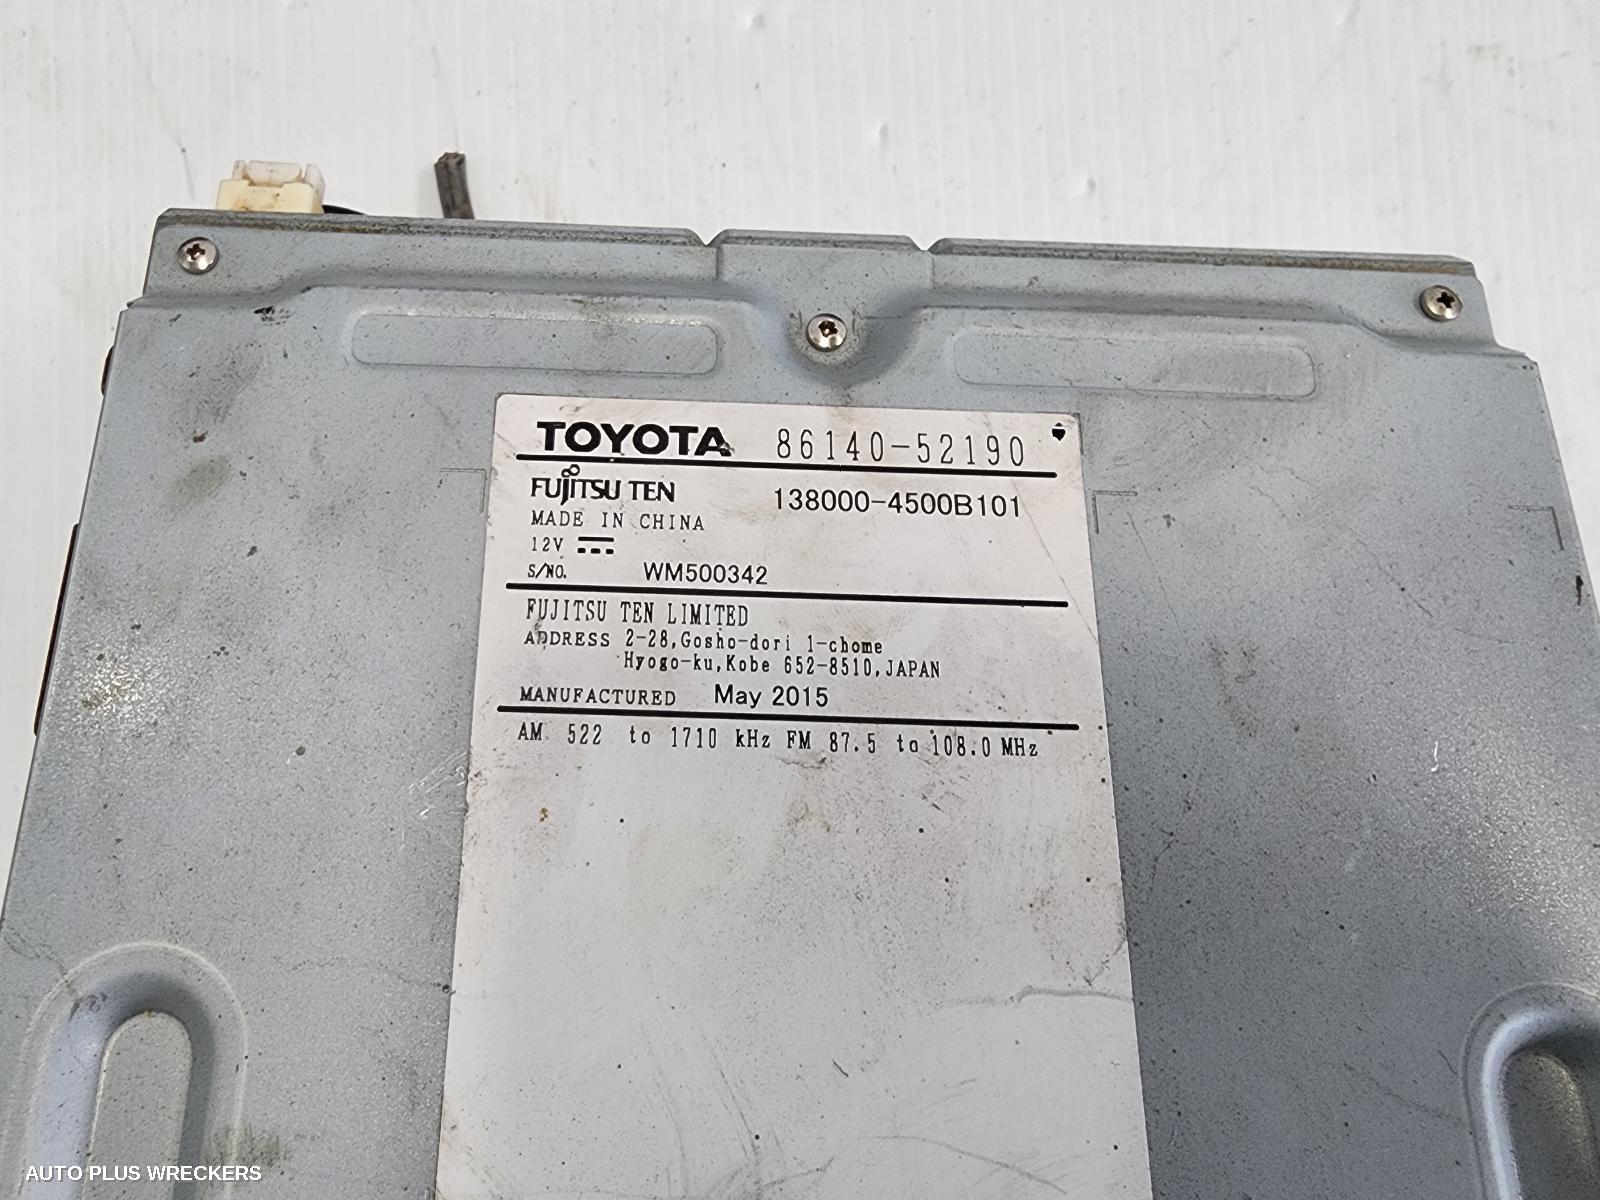 TOYOTA 86140-52190
FUJITSU TEN 138000-4500B101
MADE IN CHINA
12V
S/NO. WM500342
FUJITSU TEN LIMITED
ADDRESS 2-28,Gosho-dori 1-chome
Hyogo-ku,Kobe 652-8510,JAPAN
MANUFACTURED May 2015
AM 522 to 1710 kHz FM 87.5 to 108.0 MHz
AUTO PLUS WRECKERS